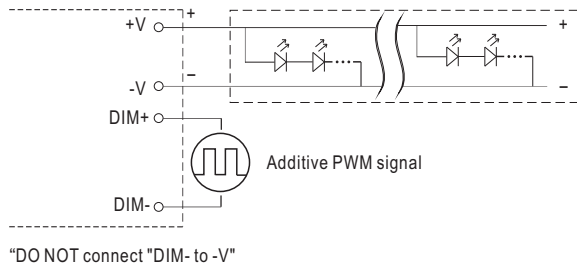 +V
+
+
-V
−
−
DIM+
Additive PWM signal
DIM-
“DO NOT connect "DIM- to -V"